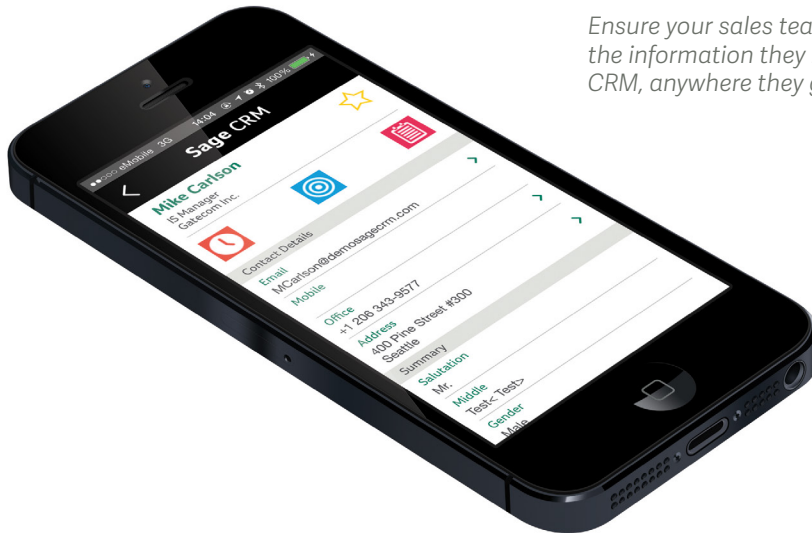 Ensure your sales tea
the information they
CRM, anywhere they g
eMobile 3G 14:04 100%
Sage CRM
Mike Carlson
IS Manager
Gatecom Inc.
Contact Details
Email
MCarlson@demosagecrm.com
Mobile
Office
+1 206 343-9577
Address
400 Pine Street #300
Seattle
Summary
Salutation
Mr.
Middle
Test< Test>
Gender
Male